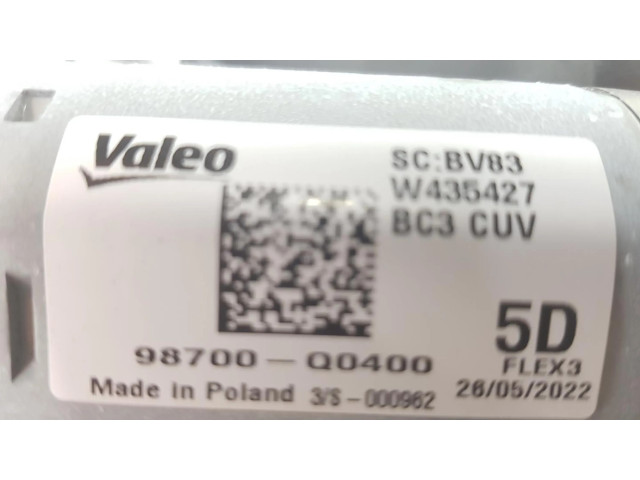 Valeo
SC:BV83
W435427
BC3 CUV
5D
98700-Q0400
FLEX3
Made in Poland 3/S-000962
26/05/2022